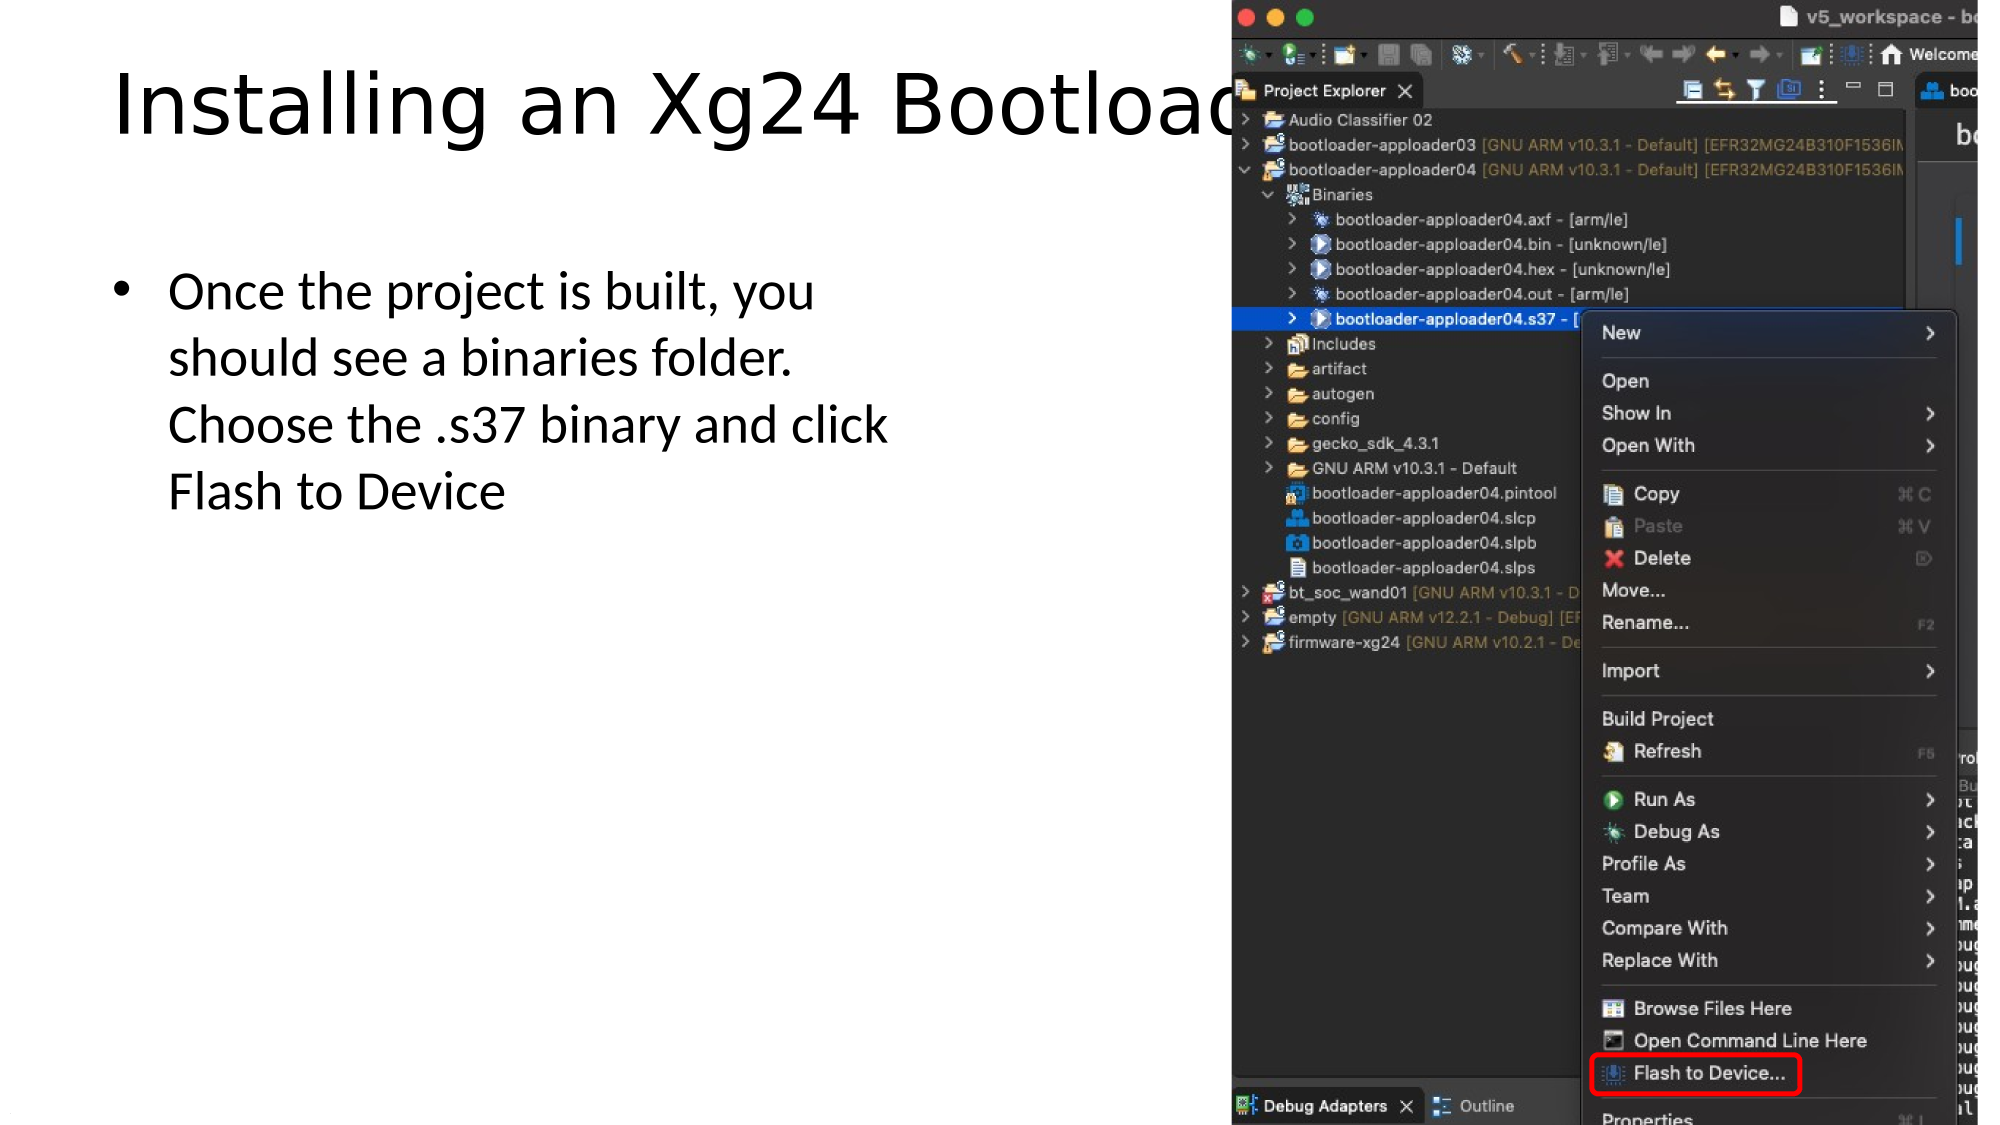 Installing an Xg24 Bootload
• Once the project is built, you
should see a binaries folder.
Choose the .s37 binary and click
Flash to Device
v5_workspace - bo
Welcome
Project Explorer
boo
Audio Classifier 02
bootloader-apploader03 [GNU ARM v10.3.1 - Default] [EFR32MG24B310F1536IM
bootloader-apploader04 [GNU ARM v10.3.1 - Default] [EFR32MG24B310F1536IM
Binaries
bootloader-apploader04.axf - [arm/le]
bootloader-apploader04.bin - [unknown/le]
bootloader-apploader04.hex - [unknown/le]
bootloader-apploader04.out - [arm/le]
bootloader-apploader04.s37 - [
Includes
artifact
autogen
config
gecko_sdk_4.3.1
GNU ARM v10.3.1 - Default
bootloader-apploader04.pintool
bootloader-apploader04.slcp
bootloader-apploader04.slpb
bootloader-apploader04.slps
bt_soc_wand01 [GNU ARM v10.3.1 - D
empty [GNU ARM v12.2.1 - Debug] [EF
firmware-xg24 [GNU ARM v10.2.1 - De
New
Open
Show In
Open With
Copy ⌘ C
Paste ⌘ V
Delete
Move...
Rename... F2
Import
Build Project
Refresh F5
Run As
Debug As
Profile As
Team
Compare With
Replace With
Browse Files Here
Open Command Line Here
Flash to Device...
Properties
Debug Adapters
Outline